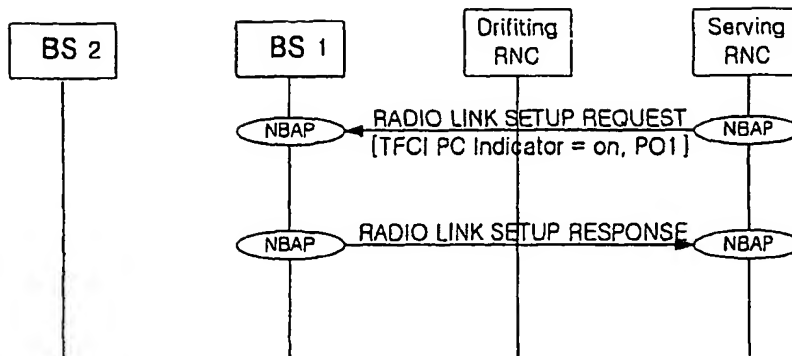 BS 2
BS 1
Drifiting
RNC
Serving
RNC
NBAP
RADIO LINK SETUP REQUEST
[TFCI PC Indicator = on, PO1]
NBAP
NBAP
RADIO LINK SETUP RESPONSE
NBAP